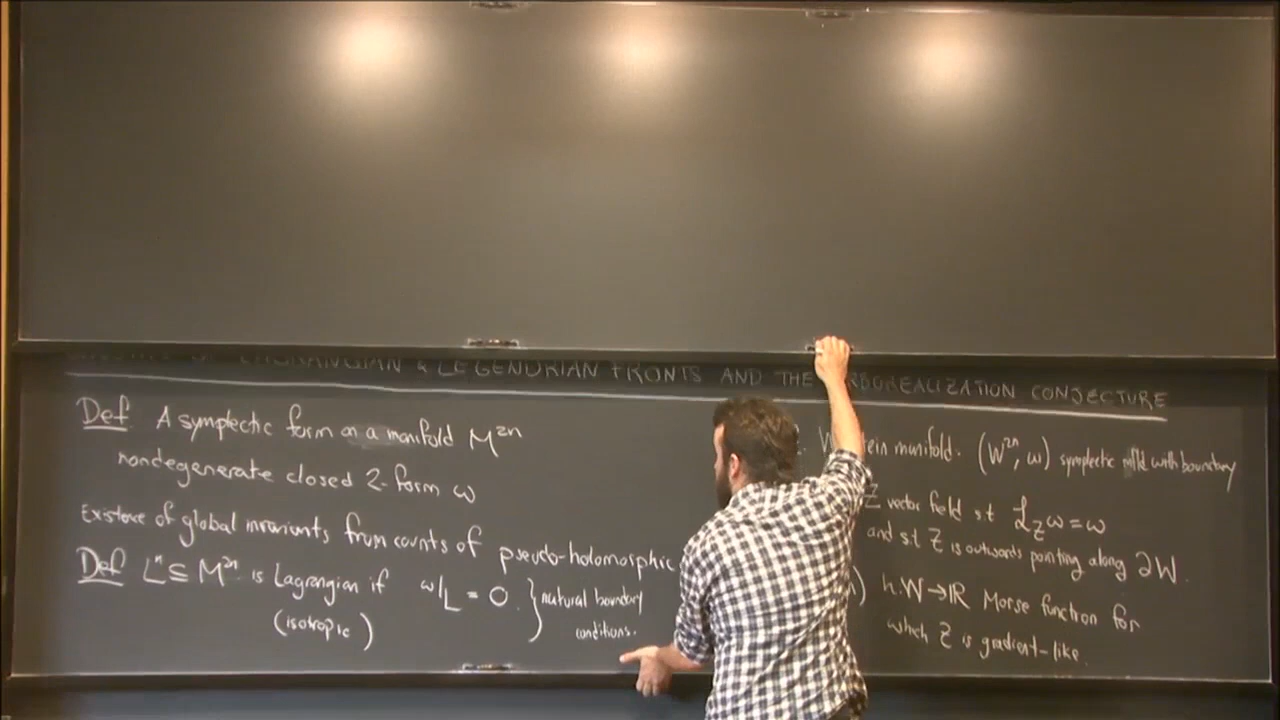 LAGRANGIAN & LEGENDRIAN FRONTS AND THE ARBOREALIZATION CONJECTURE
Def A symplectic form on a manifold M²ⁿ
nondegenerate closed 2-form ω
Existence of global invariants from counts of pseudo-holomorphic
Def Lⁿ ⊆ M²ⁿ is Lagrangian if ω|_L = 0. } natural boundary
(isotropic) conditions.
manifold. (W²ⁿ, ω) symplectic mfld with boundary
Z vector field s.t ℒ_Z ω = ω
and s.t Z is outwards pointing along ∂W.
) h: W → ℝ Morse function for
which Z is gradient-like.